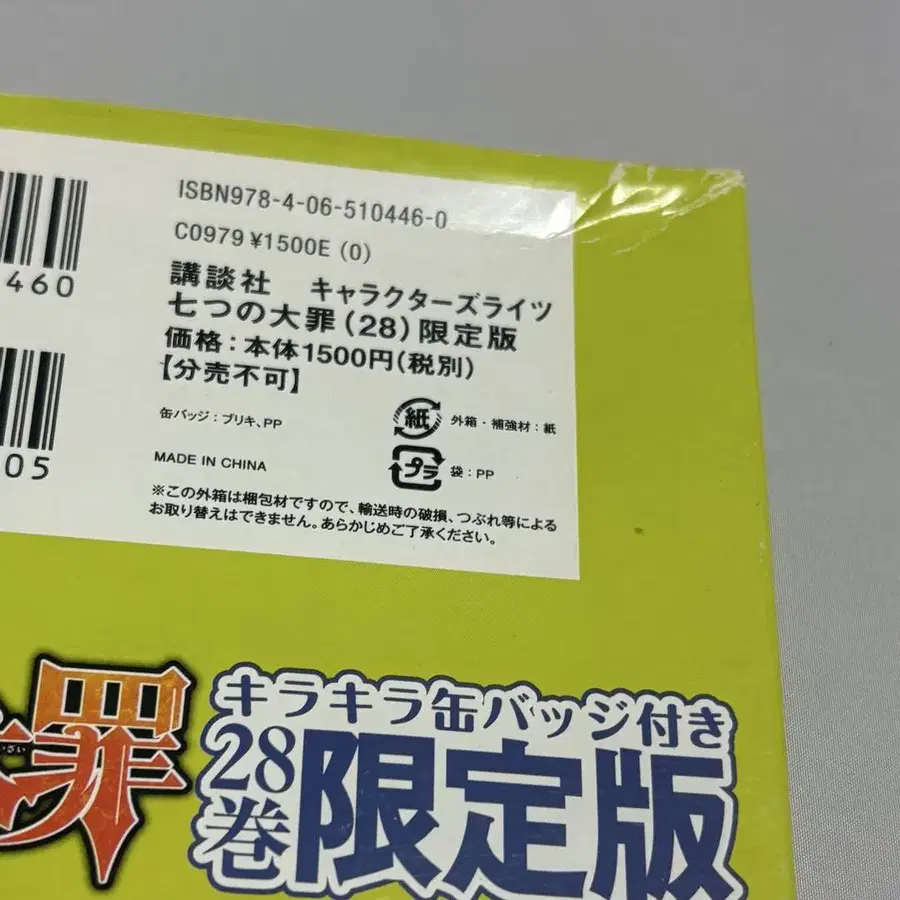 ISBN978-4-06-510446-0
C0979 ¥1500E (0)
講談社　キャラクターズライツ
七つの大罪（28）限定版
価格：本体1500円（税別）
【分売不可】
460
05
缶バッジ：ブリキ、PP
紙 外箱・補強材：紙
MADE IN CHINA
プラ 袋：PP
※この外箱は梱包材ですので、輸送時の破損、つぶれ等による
お取り替えはできません。あらかじめご了承ください。
罪
キラキラ缶バッジ付き
28巻 限定版